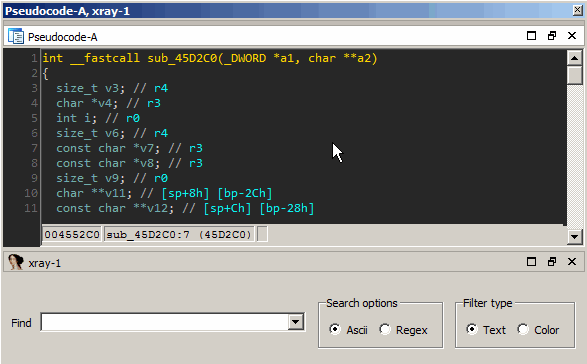 Pseudocode-A, xray-1
Pseudocode-A
1 int __fastcall sub_45D2C0(_DWORD *a1, char **a2)
2 {
3 size_t v3; // r4
4 char *v4; // r3
5 int i; // r0
6 size_t v6; // r4
7 const char *v7; // r3
8 const char *v8; // r3
9 size_t v9; // r0
10 char **v11; // [sp+8h] [bp-2Ch]
11 const char **v12; // [sp+Ch] [bp-28h]
004552C0 sub_45D2C0:7 (45D2C0)
xray-1
Find
Search options
Ascii Regex
Filter type
Text Color